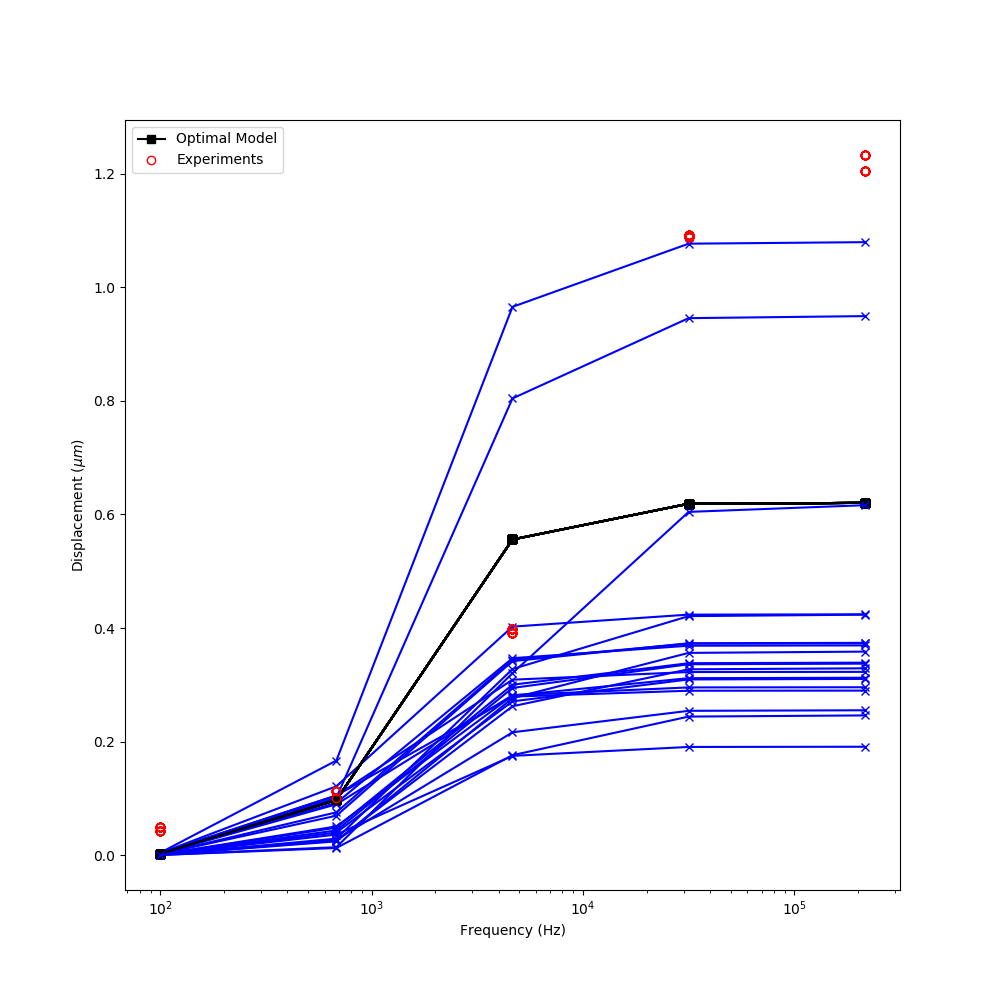 Optimal Model
Experiments
1.2
1.0
0.8
0.6
0.4
0.2
0.0
Displacement (μm)
10²
10³
10⁴
10⁵
Frequency (Hz)